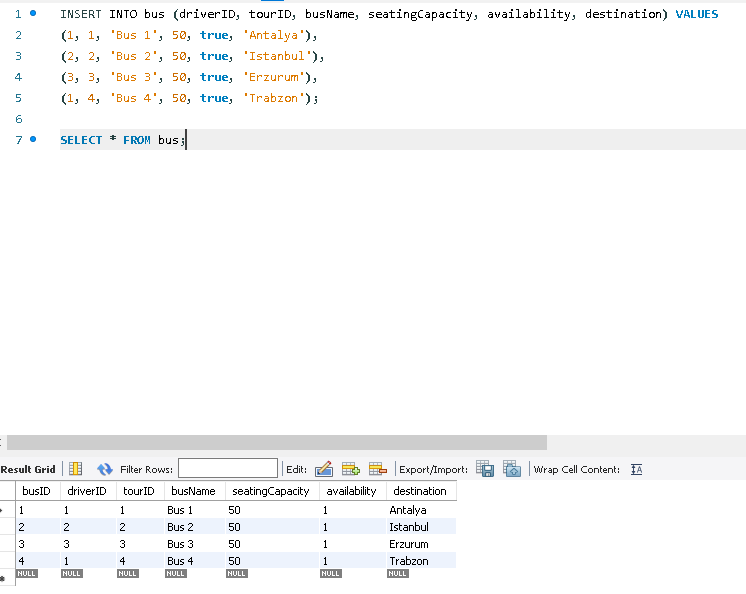 1 INSERT INTO bus (driverID, tourID, busName, seatingCapacity, availability, destination) VALUES
2 (1, 1, 'Bus 1', 50, true, 'Antalya'),
3 (2, 2, 'Bus 2', 50, true, 'Istanbul'),
4 (3, 3, 'Bus 3', 50, true, 'Erzurum'),
5 (1, 4, 'Bus 4', 50, true, 'Trabzon');
6
7 SELECT * FROM bus;
Result Grid Filter Rows: Edit: Export/Import: Wrap Cell Content: IA
busID driverID tourID busName seatingCapacity availability destination
1 1 1 Bus 1 50 1 Antalya
2 2 2 Bus 2 50 1 Istanbul
3 3 3 Bus 3 50 1 Erzurum
4 1 4 Bus 4 50 1 Trabzon
NULL NULL NULL NULL NULL NULL NULL